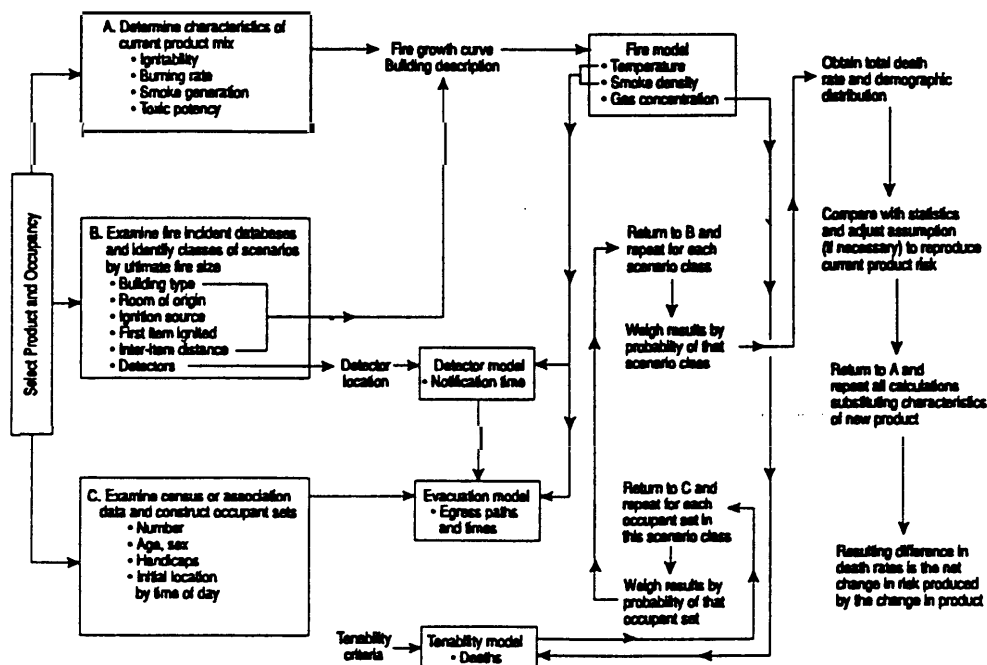 Select Product and Occupancy
A. Determine characteristics of
current product mix
• Ignitability
• Burning rate
• Smoke generation
• Toxic potency
Fire growth curve
Building description
Fire model
• Temperature
• Smoke density
• Gas concentration
Obtain total death
rate and demographic
distribution
B. Examine fire incident databases
and identify classes of scenarios
by ultimate fire size
• Building type
• Room of origin
• Ignition source
• First item ignited
• Inter-item distance
• Detectors
Detector
location
Detector model
• Notification time
Return to B and
repeat for each
scenario class
Weigh results by
probability of that
scenario class
Compare with statistics
and adjust assumption
(if necessary) to reproduce
current product risk
Return to A and
repeat all calculations
substituting characteristics
of new product
C. Examine census or association
data and construct occupant sets
• Number
• Age, sex
• Handicaps
• Initial location
by time of day
Evacuation model
• Egress paths
and times
Return to C and
repeat for each
occupant set in
this scenario class
Weigh results by
probability of that
occupant set
Resulting difference in
death rates is the net
change in risk produced
by the change in product
Tenability
criteria
Tenability model
• Deaths